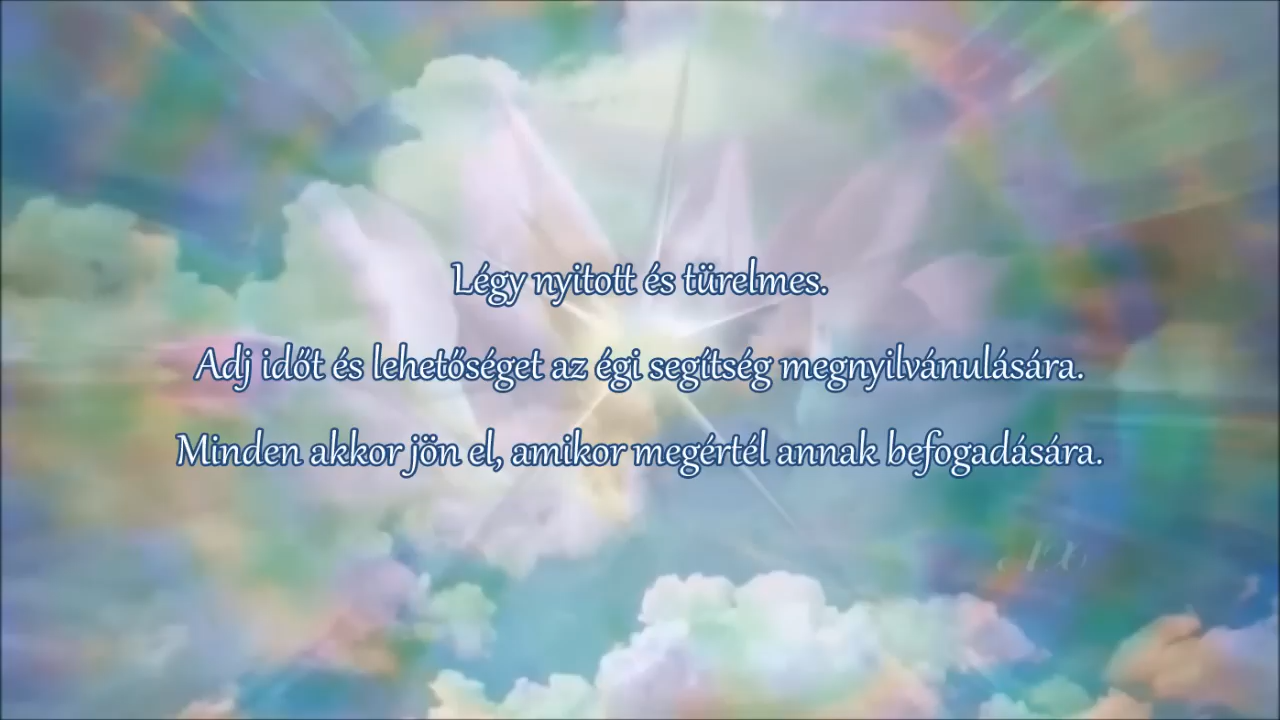 Légy nyitott és türelmes.
Adj időt és lehetőséget az égi segítség megnyilvánulására.
Minden akkor jön el, amikor megértél annak befogadására.